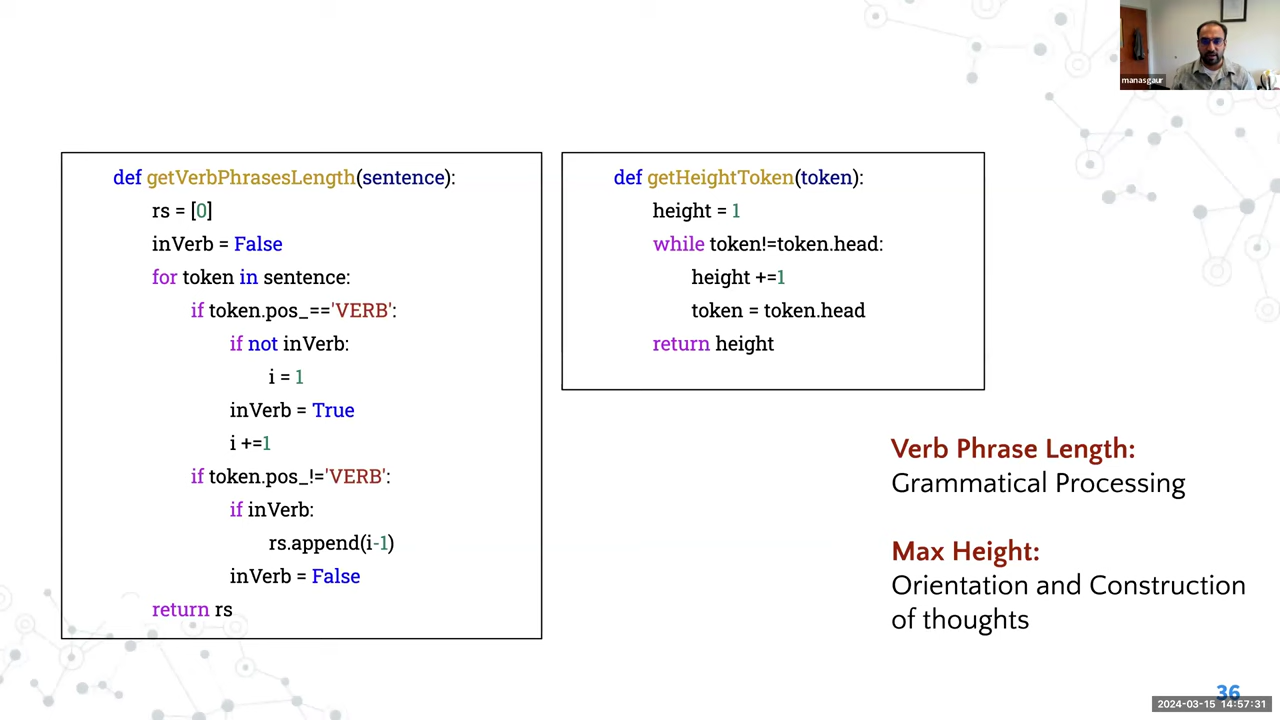 manasgaur
def getVerbPhrasesLength(sentence):
rs = [0]
inVerb = False
for token in sentence:
if token.pos_=='VERB':
if not inVerb:
i = 1
inVerb = True
i +=1
if token.pos_!='VERB':
if inVerb:
rs.append(i-1)
inVerb = False
return rs
def getHeightToken(token):
height = 1
while token!=token.head:
height +=1
token = token.head
return height
Verb Phrase Length:
Grammatical Processing
Max Height:
Orientation and Construction
of thoughts
36
2024-03-15 14:57:31